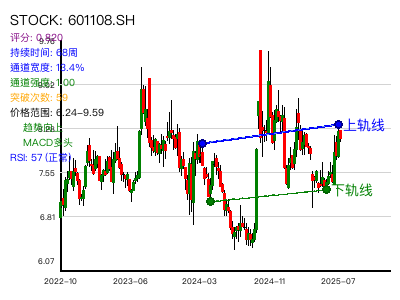 STOCK: 601108.SH
评分: 0.820
持续时间: 68周
通道宽度: 13.4%
通道强度: 1.00
突破次数: 59
价格范围: 6.24-9.59
趋势向上
MACD多头
RSI: 57 (正常)
上轨线
下轨线
9.02
7.55
6.81
6.07
2022-10
2023-06
2024-03
2024-11
2025-07